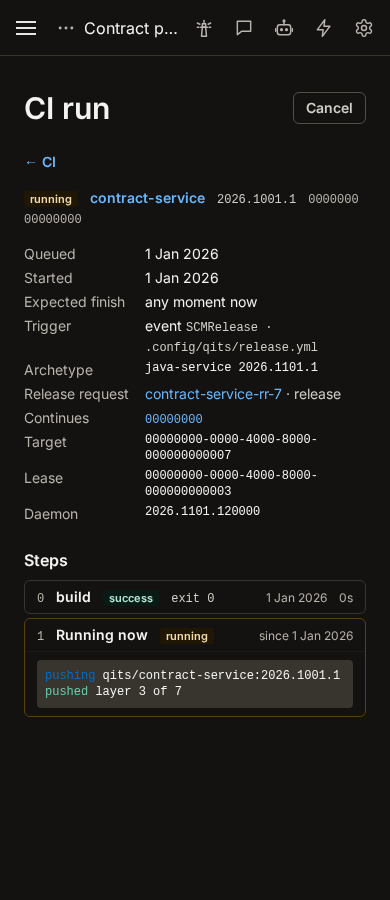 Contract p...
CI run
Cancel
← CI
running contract-service 2026.1001.1 0000000
00000000
Queued 1 Jan 2026
Started 1 Jan 2026
Expected finish any moment now
Trigger event SCMRelease ·
.config/qits/release.yml
Archetype java-service 2026.1101.1
Release request contract-service-rr-7 · release
Continues 00000000
Target 00000000-0000-4000-8000-
000000000007
Lease 00000000-0000-4000-8000-
000000000003
Daemon 2026.1101.120000
Steps
0 build success exit 0 1 Jan 2026 0s
1 Running now running since 1 Jan 2026
pushing qits/contract-service:2026.1001.1
pushed layer 3 of 7